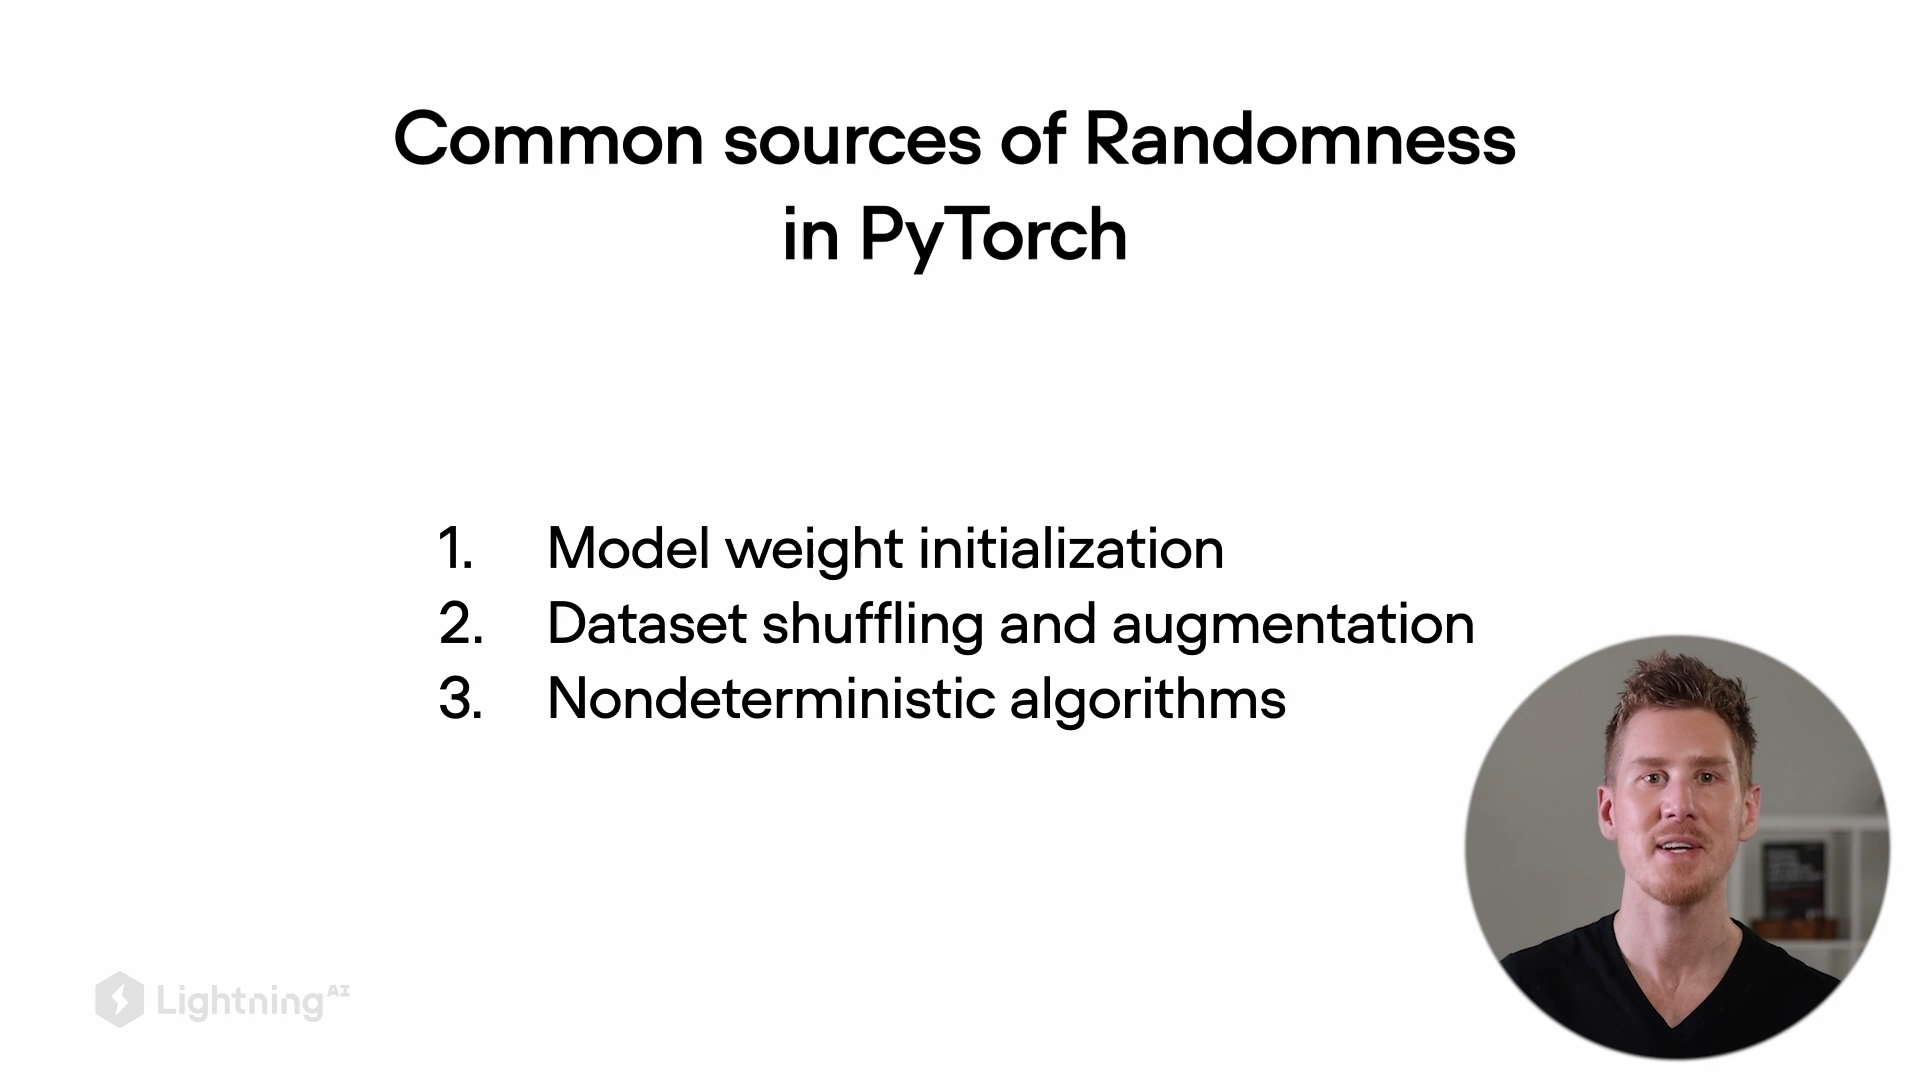 Common sources of Randomness
in PyTorch
1. Model weight initialization
2. Dataset shuffling and augmentation
3. Nondeterministic algorithms
Lightning AI